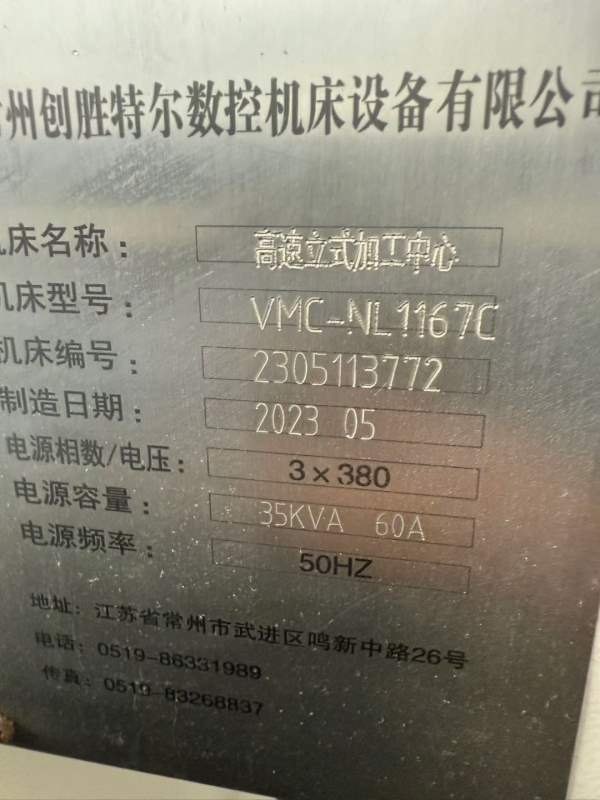 州创胜特尔数控机床设备有限公司
床名称: 高速立式加工中心
机床型号: VMC-NL1167C
机床编号: 2305113772
制造日期: 2023 05
电源相数/电压: 3×380
电源容量: 35KVA 60A
电源频率: 50HZ
地址: 江苏省常州市武进区鸣新中路26号
电话: 0519-86331989
传真: 0519-83268837